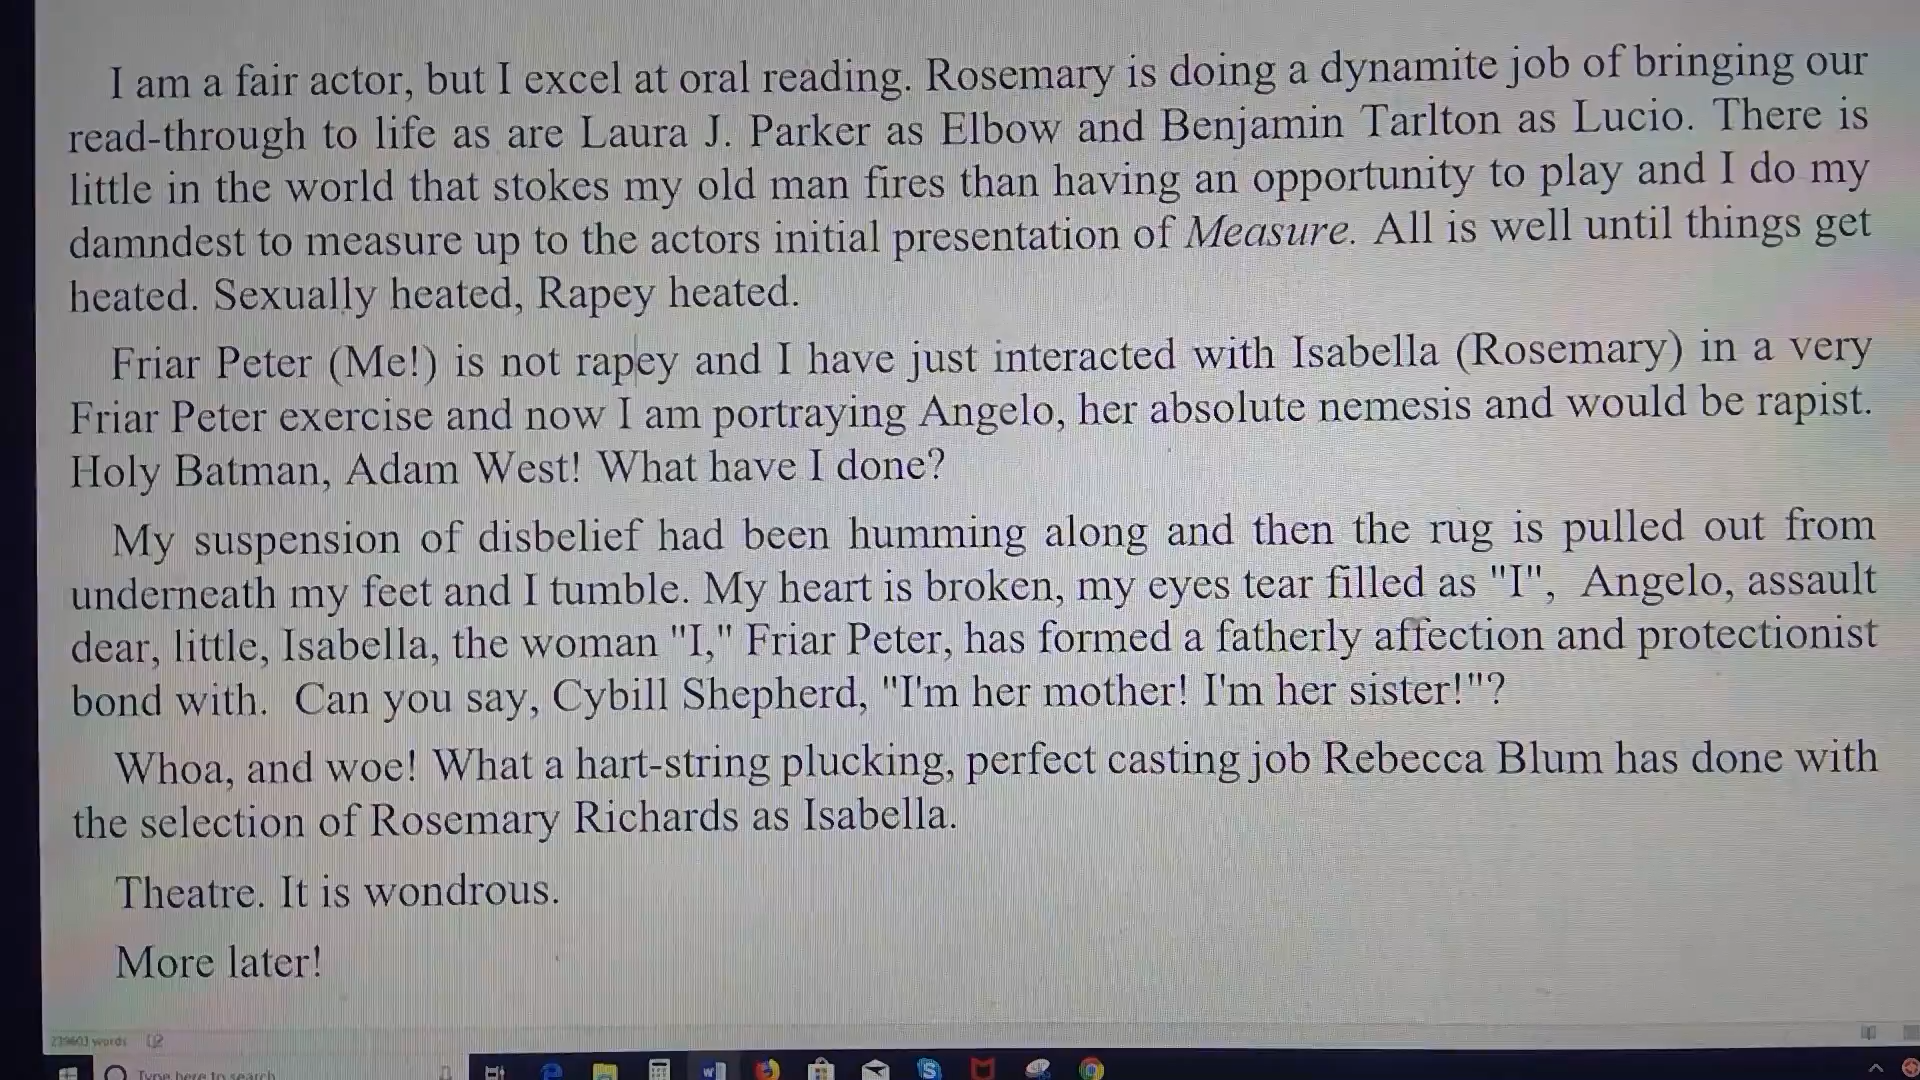 I am a fair actor, but I excel at oral reading. Rosemary is doing a dynamite job of bringing our
read-through to life as are Laura J. Parker as Elbow and Benjamin Tarlton as Lucio. There is
little in the world that stokes my old man fires than having an opportunity to play and I do my
damndest to measure up to the actors initial presentation of Measure. All is well until things get
heated. Sexually heated, Rapey heated.
Friar Peter (Me!) is not rapey and I have just interacted with Isabella (Rosemary) in a very
Friar Peter exercise and now I am portraying Angelo, her absolute nemesis and would be rapist.
Holy Batman, Adam West! What have I done?
My suspension of disbelief had been humming along and then the rug is pulled out from
underneath my feet and I tumble. My heart is broken, my eyes tear filled as "I", Angelo, assault
dear, little, Isabella, the woman "I," Friar Peter, has formed a fatherly affection and protectionist
bond with. Can you say, Cybill Shepherd, "I'm her mother! I'm her sister!"?
Whoa, and woe! What a hart-string plucking, perfect casting job Rebecca Blum has done with
the selection of Rosemary Richards as Isabella.
Theatre. It is wondrous.
More later!
words
Type here to search